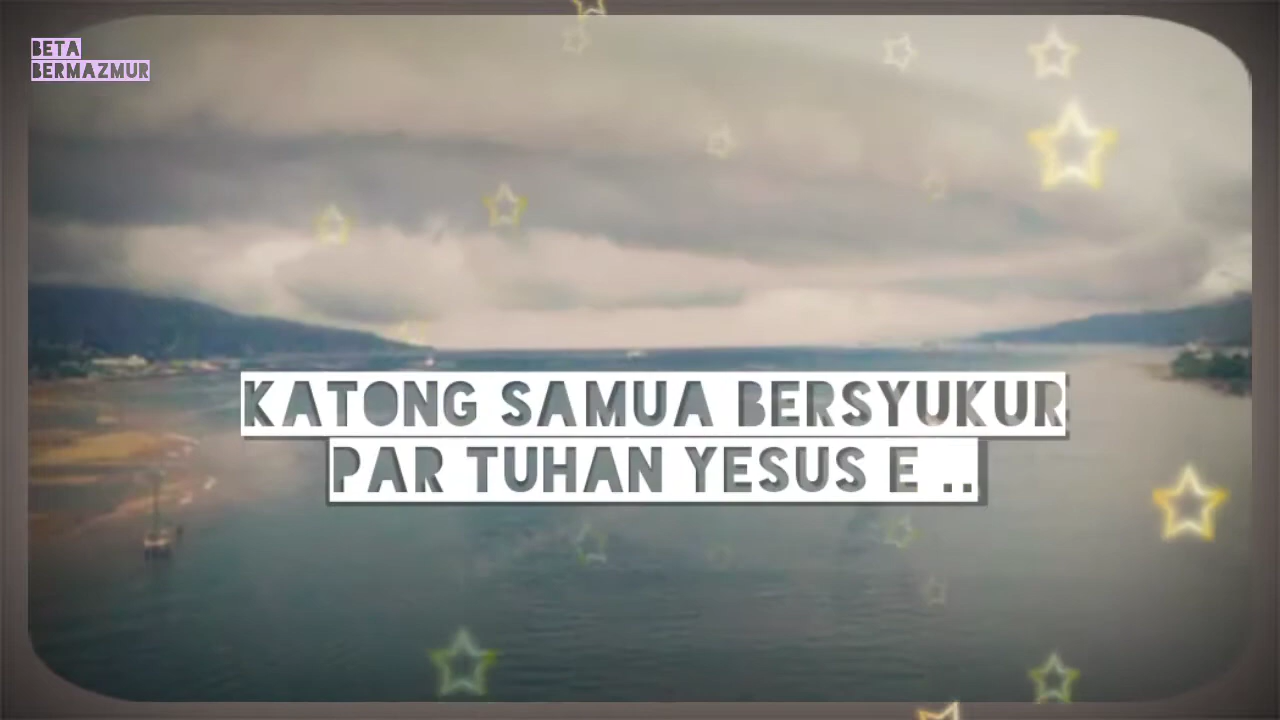 BETA
BERMAZMUR
KATONG SAMUA BERSYUKUR
PAR TUHAN YESUS E ..